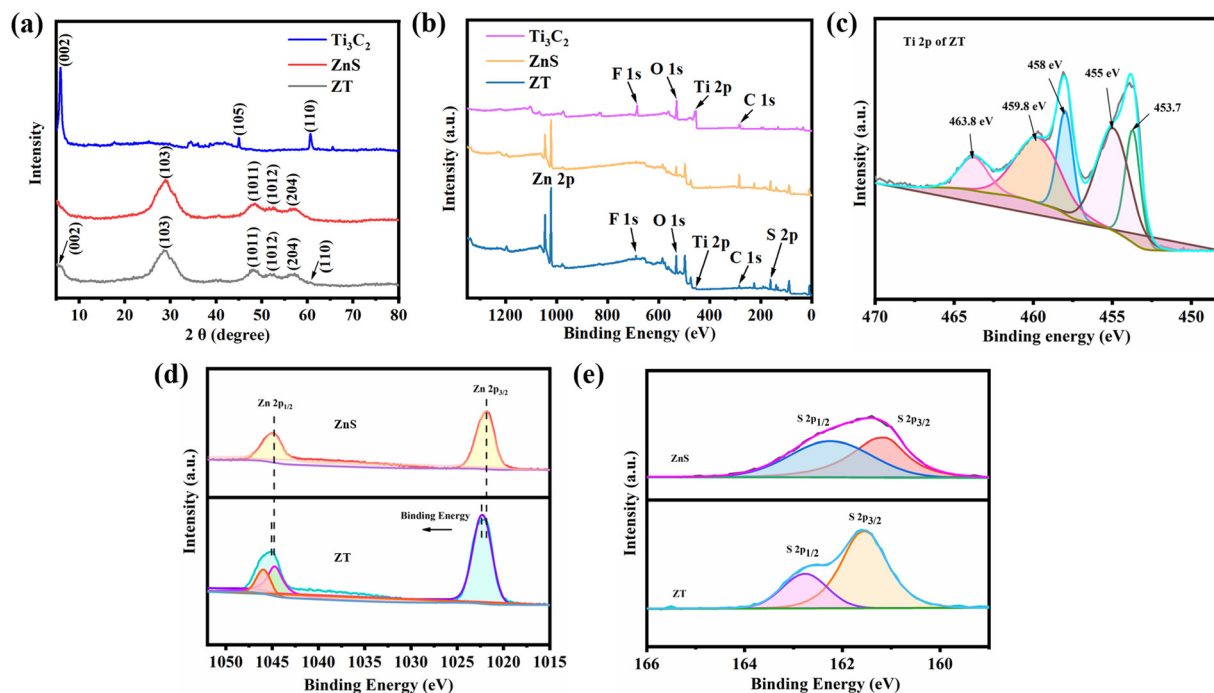 (a)
(002)
Ti₃C₂
ZnS
ZT
(105)
(110)
(103)
(1011)
(1012)
(204)
(002)
(103)
(1011)
(1012)
(204)
(110)
Intensity
5
10
20
30
40
50
60
70
80
2 θ (degree)
(b)
Ti₃C₂
ZnS
ZT
F 1s
O 1s
Ti 2p
C 1s
Zn 2p
F 1s
O 1s
Ti 2p
C 1s
S 2p
Intensity (a.u.)
1200
1000
800
600
400
200
0
Binding Energy (eV)
(c)
Ti 2p of ZT
458 eV
459.8 eV
463.8 eV
455 eV
453.7
Intensity (a.u.)
470
465
460
455
450
Binding energy (eV)
(d)
Zn 2p₁/₂
Zn 2p₃/₂
ZnS
Binding Energy
ZT
Intensity (a.u.)
1050
1045
1040
1035
1030
1025
1020
1015
Binding Energy (eV)
(e)
S 2p₁/₂
S 2p₃/₂
ZnS
S 2p₃/₂
S 2p₁/₂
ZT
Intensity (a.u.)
166
164
162
160
Binding Energy (eV)